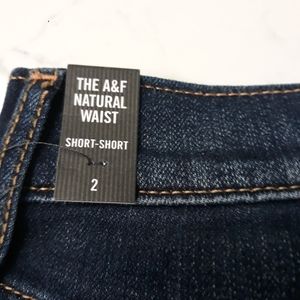 THE A&F
NATURAL
WAIST
SHORT-SHORT
2